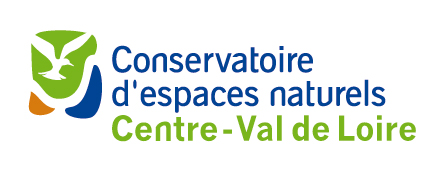 Conservatoire
d'espaces naturels
Centre-Val de Loire